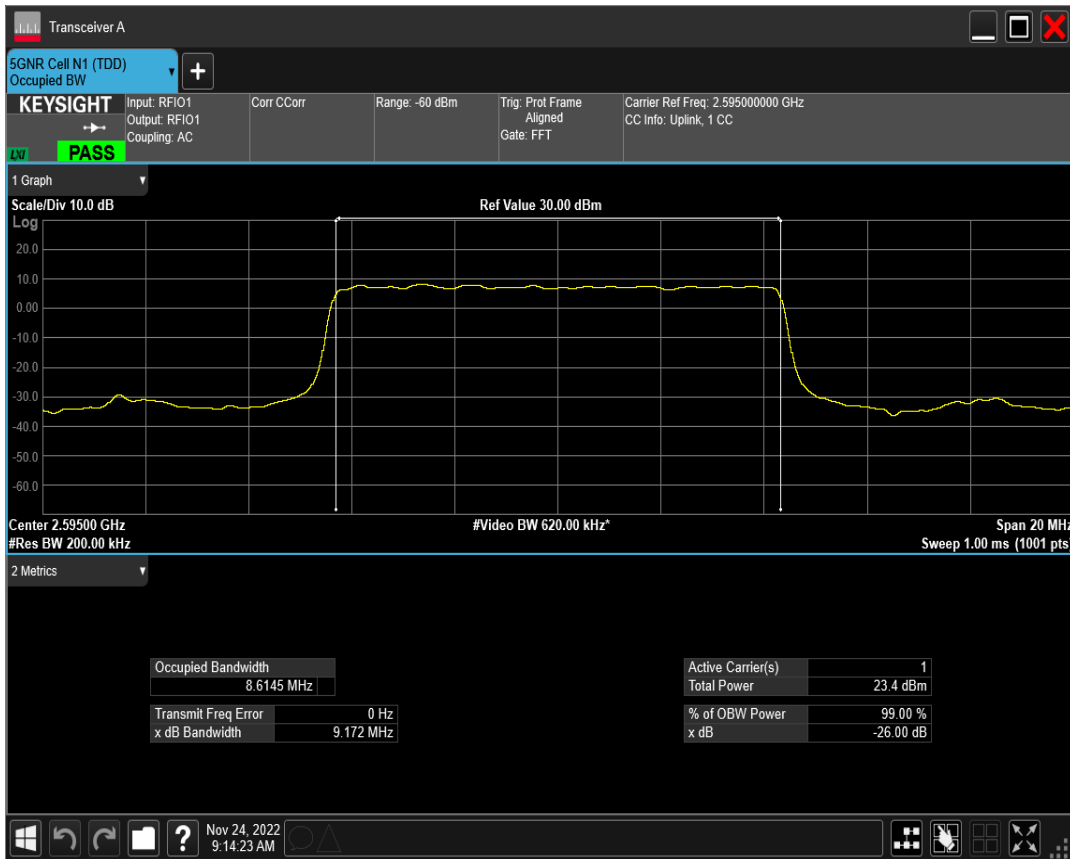 Transceiver A
5GNR Cell N1 (TDD)
Occupied BW
KEYSIGHT
LXI
PASS
Input: RFIO1
Output: RFIO1
Coupling: AC
Corr CCorr
Range: -60 dBm
Trig: Prot Frame
Aligned
Gate: FFT
Carrier Ref Freq: 2.595000000 GHz
CC Info: Uplink, 1 CC
1 Graph
Scale/Div 10.0 dB
Ref Value 30.00 dBm
Log
20.0
10.0
0.00
-10.0
-20.0
-30.0
-40.0
-50.0
-60.0
Center 2.59500 GHz
#Video BW 620.00 kHz*
Span 20 MHz
#Res BW 200.00 kHz
Sweep 1.00 ms (1001 pts)
2 Metrics
Occupied Bandwidth
8.6145 MHz
Transmit Freq Error 0 Hz
x dB Bandwidth 9.172 MHz
Active Carrier(s) 1
Total Power 23.4 dBm
% of OBW Power 99.00 %
x dB -26.00 dB
Nov 24, 2022
9:14:23 AM